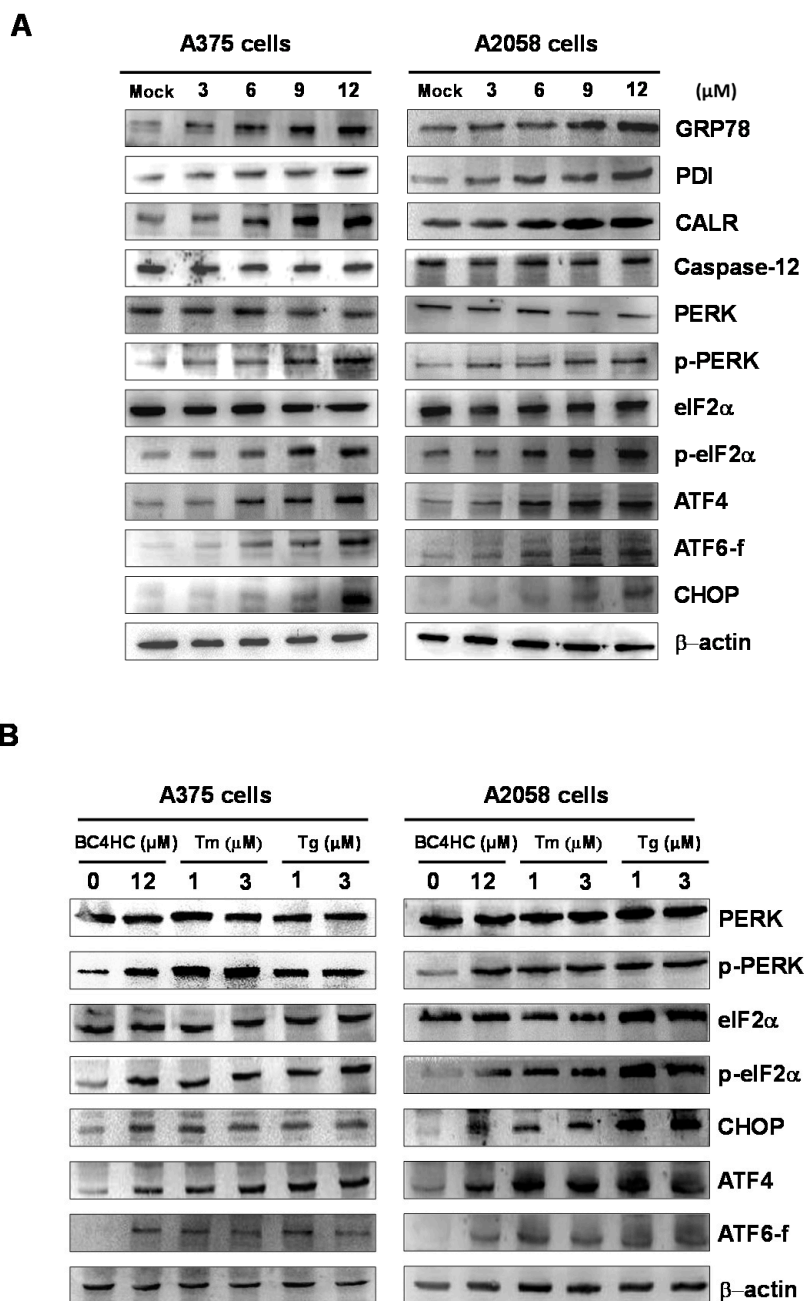 A
A375 cells A2058 cells
Mock 3 6 9 12 Mock 3 6 9 12 (μM)
GRP78
PDI
CALR
Caspase-12
PERK
p-PERK
eIF2α
p-eIF2α
ATF4
ATF6-f
CHOP
β-actin
B
A375 cells A2058 cells
BC4HC (μM) Tm (μM) Tg (μM) BC4HC (μM) Tm (μM) Tg (μM)
0 12 1 3 1 3 0 12 1 3 1 3
PERK
p-PERK
eIF2α
p-eIF2α
CHOP
ATF4
ATF6-f
β-actin